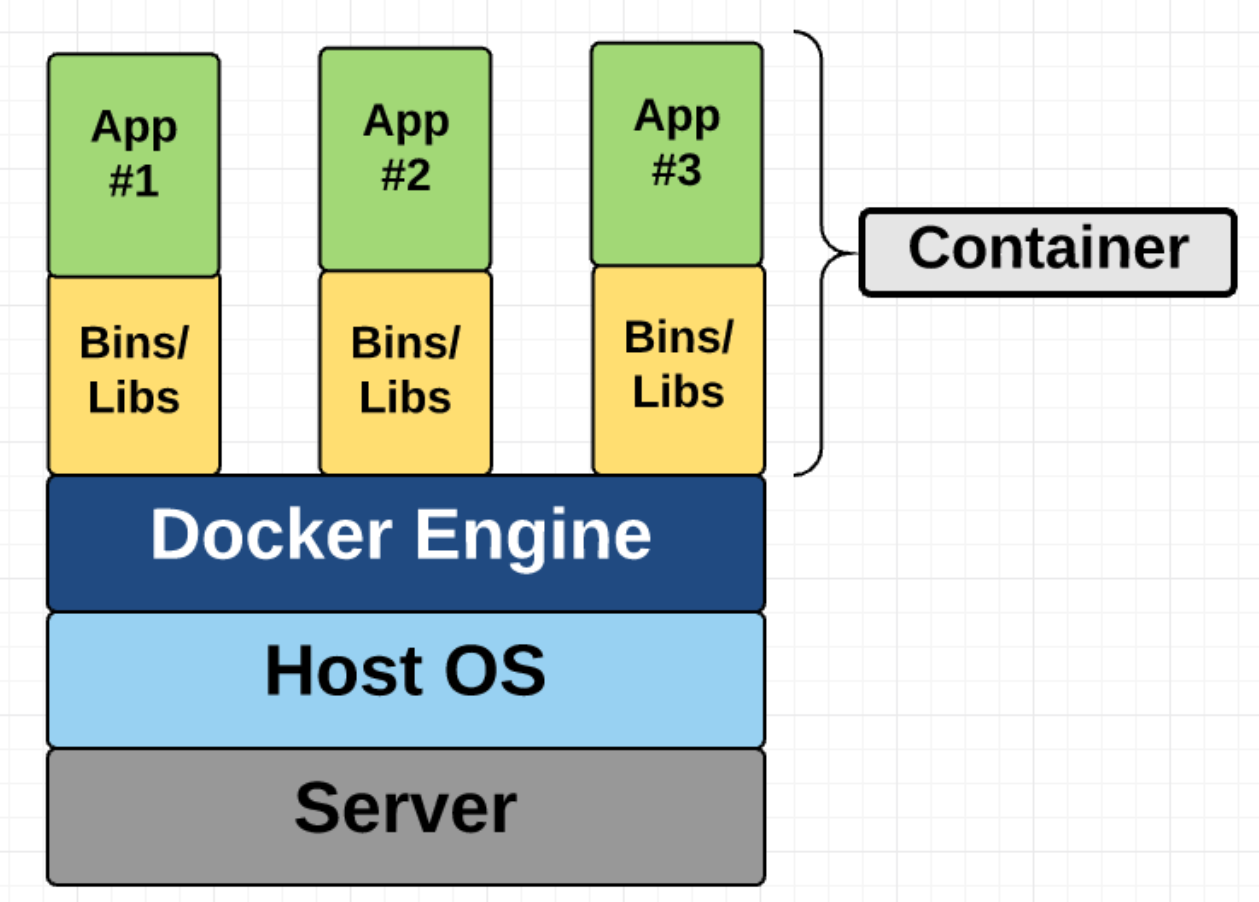 App
#1
App
#2
App
#3
Container
Bins/
Libs
Bins/
Libs
Bins/
Libs
Docker Engine
Host OS
Server